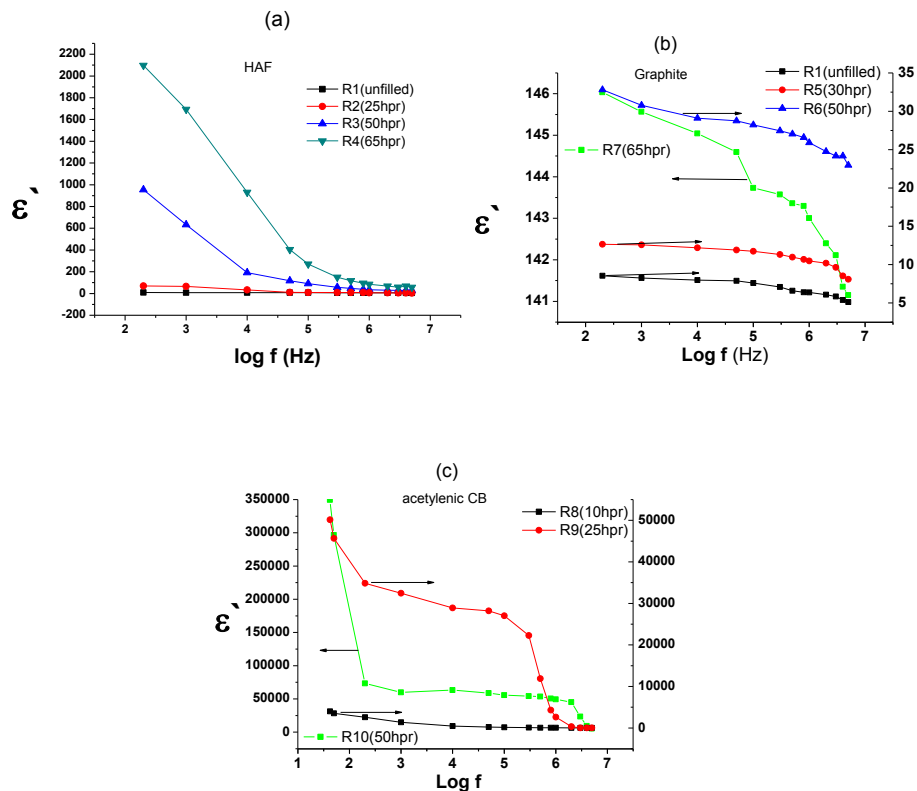 (a)
HAF
R1(unfilled)
R2(25hpr)
R3(50hpr)
R4(65hpr)
2200
2000
1800
1600
1400
1200
1000
800
600
400
200
0
-200
ε´
2 3 4 5 6 7
log f (Hz)
(b)
Graphite
R1(unfilled)
R5(30hpr)
R6(50hpr)
R7(65hpr)
146
145
144
143
142
141
35
30
25
20
15
10
5
ε´
2 3 4 5 6 7
Log f (Hz)
(c)
acetylenic CB
R8(10hpr)
R9(25hpr)
R10(50hpr)
350000
300000
250000
200000
150000
100000
50000
0
50000
40000
30000
20000
10000
0
ε´
1 2 3 4 5 6 7
Log f